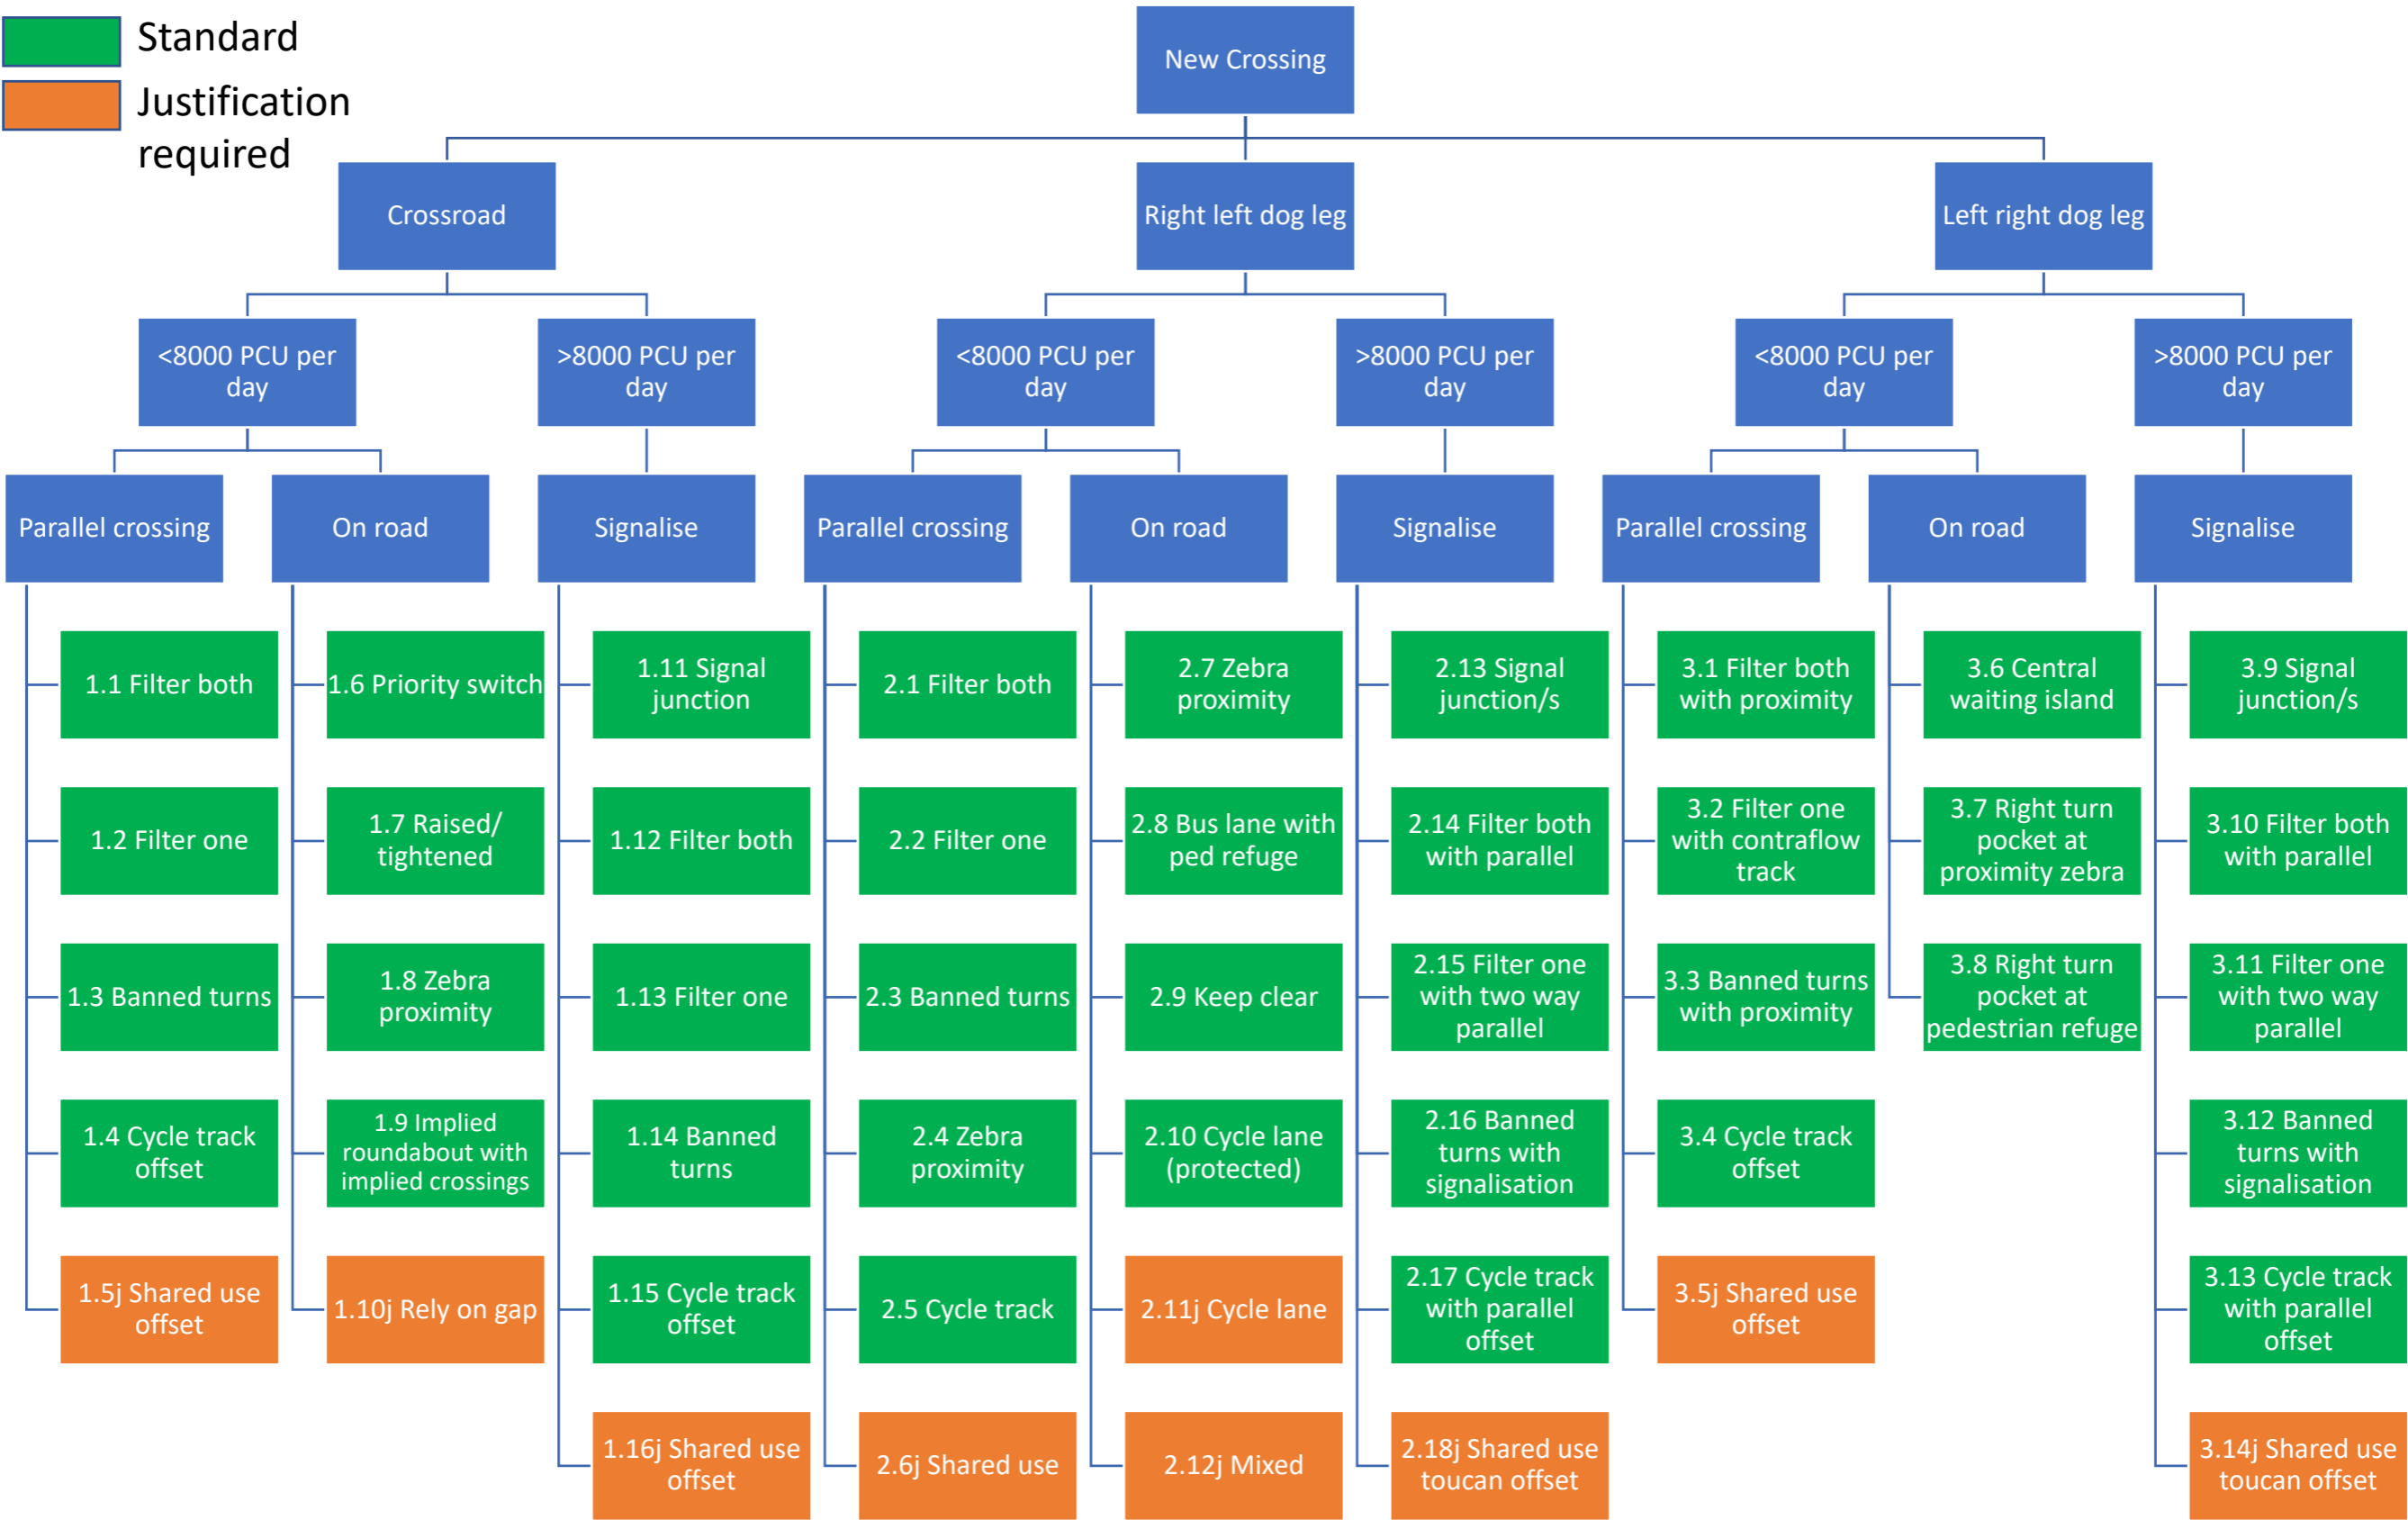 Standard
Justification
required
New Crossing
Crossroad
Right left dog leg
Left right dog leg
<8000 PCU per
day
>8000 PCU per
day
<8000 PCU per
day
>8000 PCU per
day
<8000 PCU per
day
>8000 PCU per
day
Parallel crossing
On road
Signalise
Parallel crossing
On road
Signalise
Parallel crossing
On road
Signalise
1.1 Filter both
1.6 Priority switch
1.11 Signal
junction
2.1 Filter both
2.7 Zebra
proximity
2.13 Signal
junction/s
3.1 Filter both
with proximity
3.6 Central
waiting island
3.9 Signal
junction/s
1.2 Filter one
1.7 Raised/
tightened
1.12 Filter both
2.2 Filter one
2.8 Bus lane with
ped refuge
2.14 Filter both
with parallel
3.2 Filter one
with contraflow
track
3.7 Right turn
pocket at
proximity zebra
3.10 Filter both
with parallel
1.3 Banned turns
1.8 Zebra
proximity
1.13 Filter one
2.3 Banned turns
2.9 Keep clear
2.15 Filter one
with two way
parallel
3.3 Banned turns
with proximity
3.8 Right turn
pocket at
pedestrian refuge
3.11 Filter one
with two way
parallel
1.4 Cycle track
offset
1.9 Implied
roundabout with
implied crossings
1.14 Banned
turns
2.4 Zebra
proximity
2.10 Cycle lane
(protected)
2.16 Banned
turns with
signalisation
3.4 Cycle track
offset
3.12 Banned
turns with
signalisation
1.5j Shared use
offset
1.10j Rely on gap
1.15 Cycle track
offset
2.5 Cycle track
2.11j Cycle lane
2.17 Cycle track
with parallel
offset
3.5j Shared use
offset
3.13 Cycle track
with parallel
offset
1.16j Shared use
offset
2.6j Shared use
2.12j Mixed
2.18j Shared use
toucan offset
3.14j Shared use
toucan offset